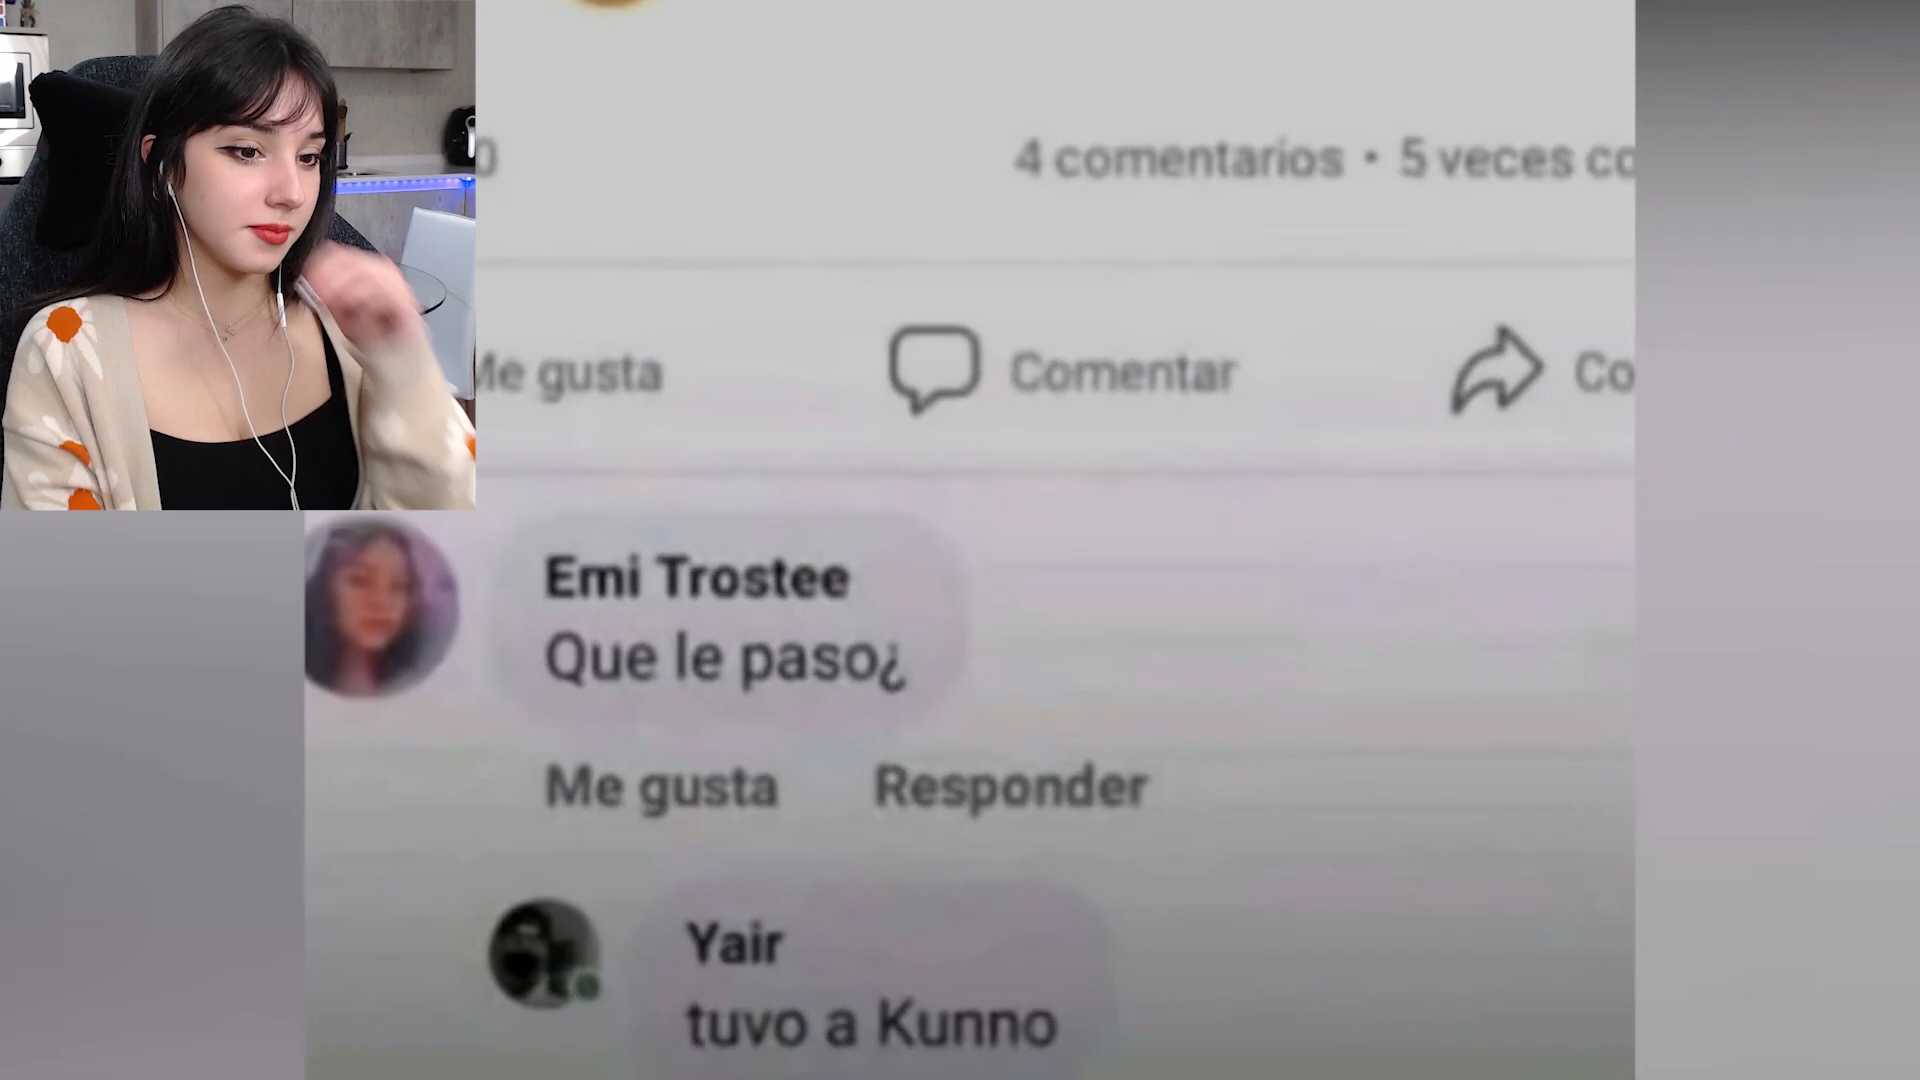 0
4 comentarios • 5 veces co
Me gusta
Comentar
Co
Emi Trostee
Que le paso¿
Me gusta Responder
Yair
tuvo a Kunno